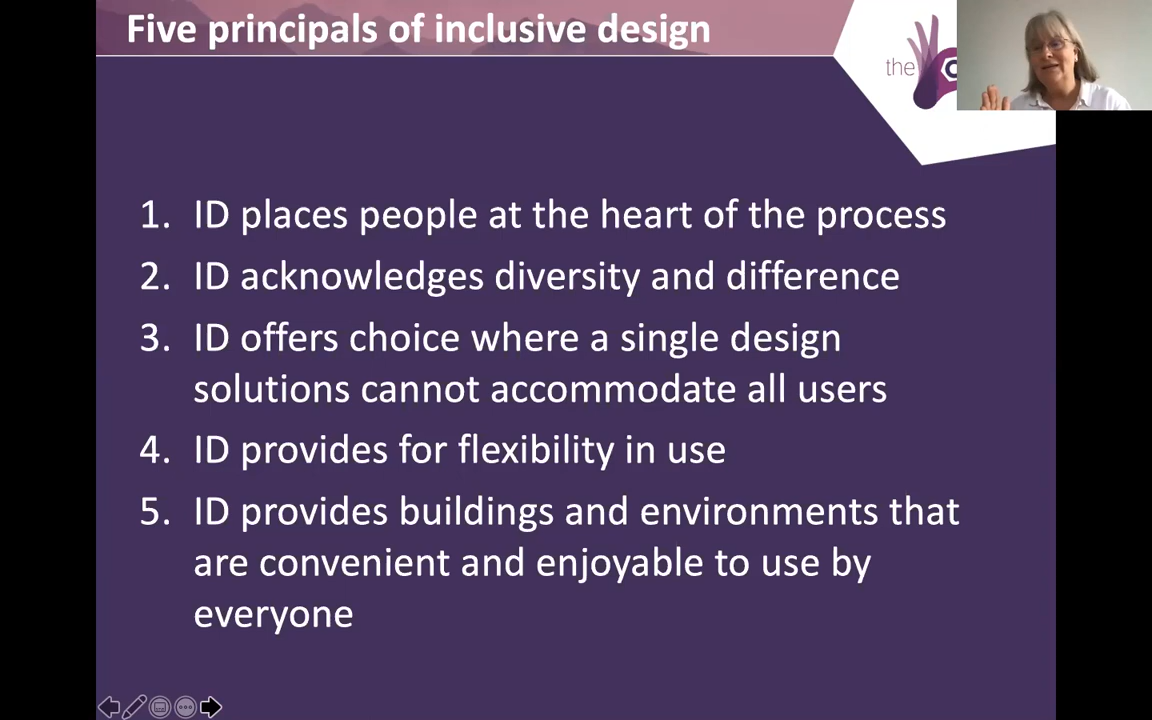 Five principals of inclusive design
the
1. ID places people at the heart of the process
2. ID acknowledges diversity and difference
3. ID offers choice where a single design
solutions cannot accommodate all users
4. ID provides for flexibility in use
5. ID provides buildings and environments that
are convenient and enjoyable to use by
everyone